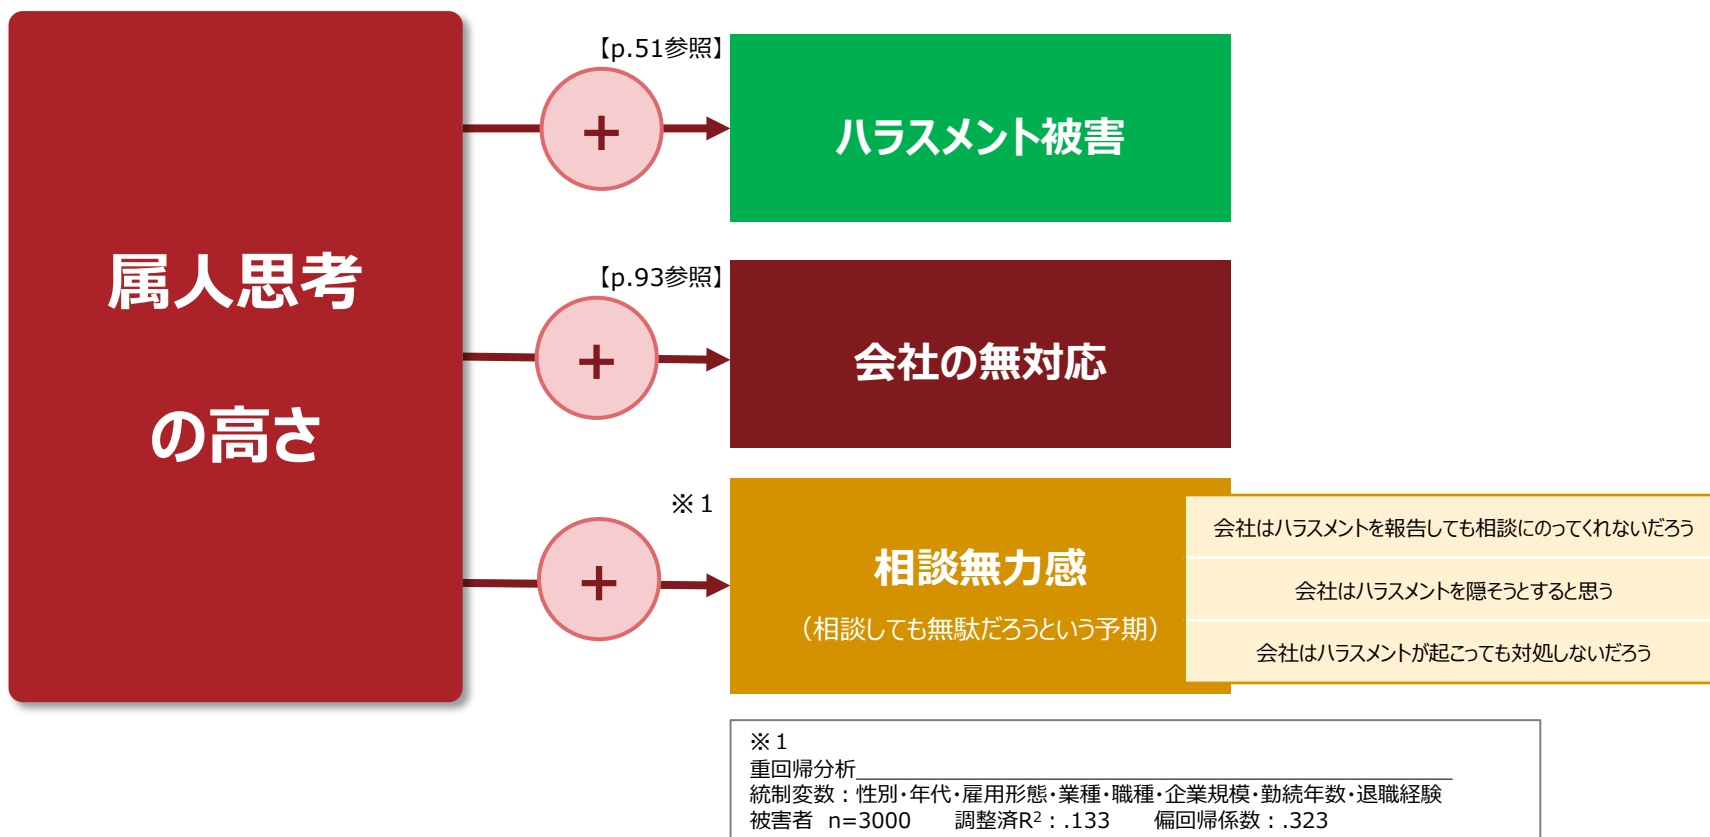 属人思考
の高さ
【p.51参照】
+
ハラスメント被害
【p.93参照】
+
会社の無対応
※１
+
相談無力感
（相談しても無駄だろうという予期）
会社はハラスメントを報告しても相談にのってくれないだろう
会社はハラスメントを隠そうとすると思う
会社はハラスメントが起こっても対処しないだろう
※１
重回帰分析
統制変数：性別・年代・雇用形態・業種・職種・企業規模・勤続年数・退職経験
被害者 n=3000　調整済R²：.133　偏回帰係数：.323